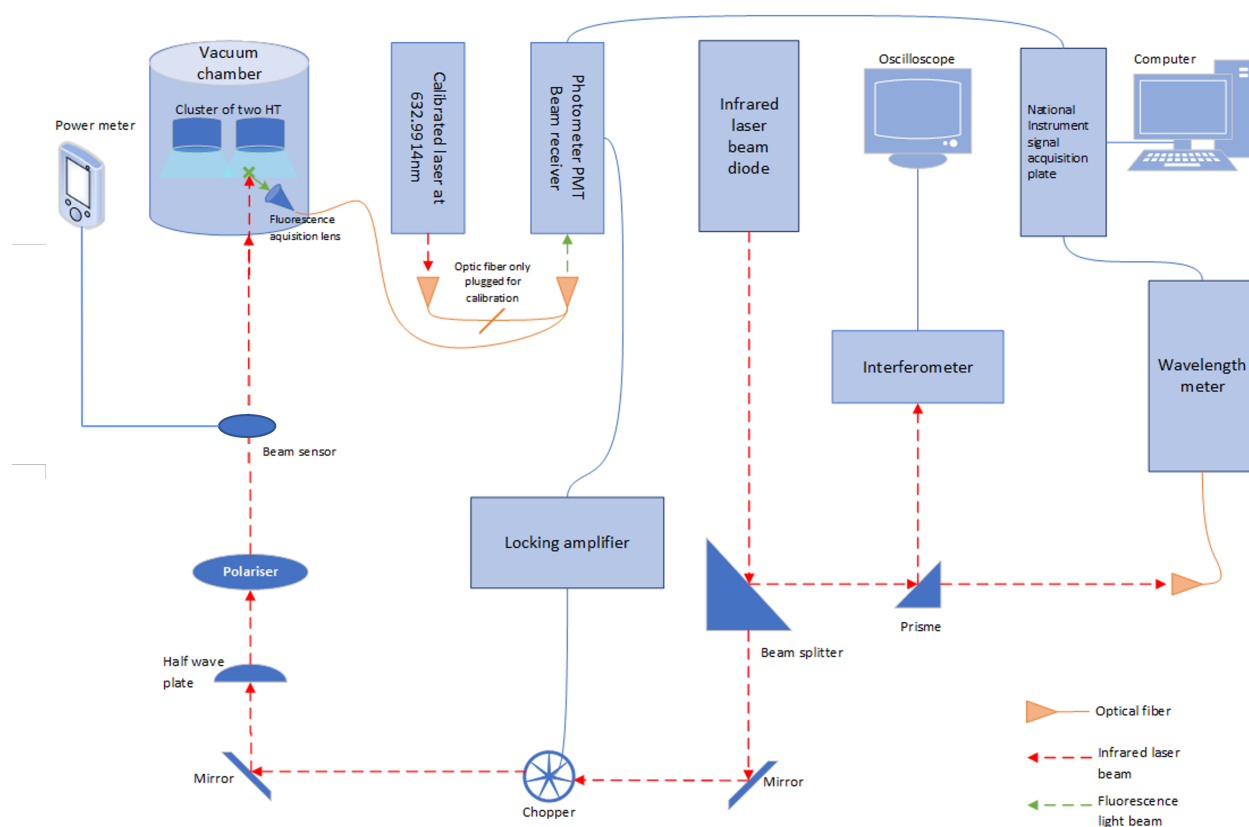 Vacuum
chamber
Cluster of two HT
Power meter
Fluorescence
aquisition lens
Calibrated laser at
632.9914nm
Photometer PMT
Beam receiver
Optic fiber only
plugged for
calibration
Infrared
laser
beam
diode
Oscilloscope
National
Instrument
signal
acquisition
plate
Computer
Interferometer
Wavelength
meter
Beam sensor
Locking amplifier
Polariser
Prisme
Beam splitter
Half wave
plate
Mirror
Chopper
Mirror
Optical fiber
Infrared laser
beam
Fluorescence
light beam